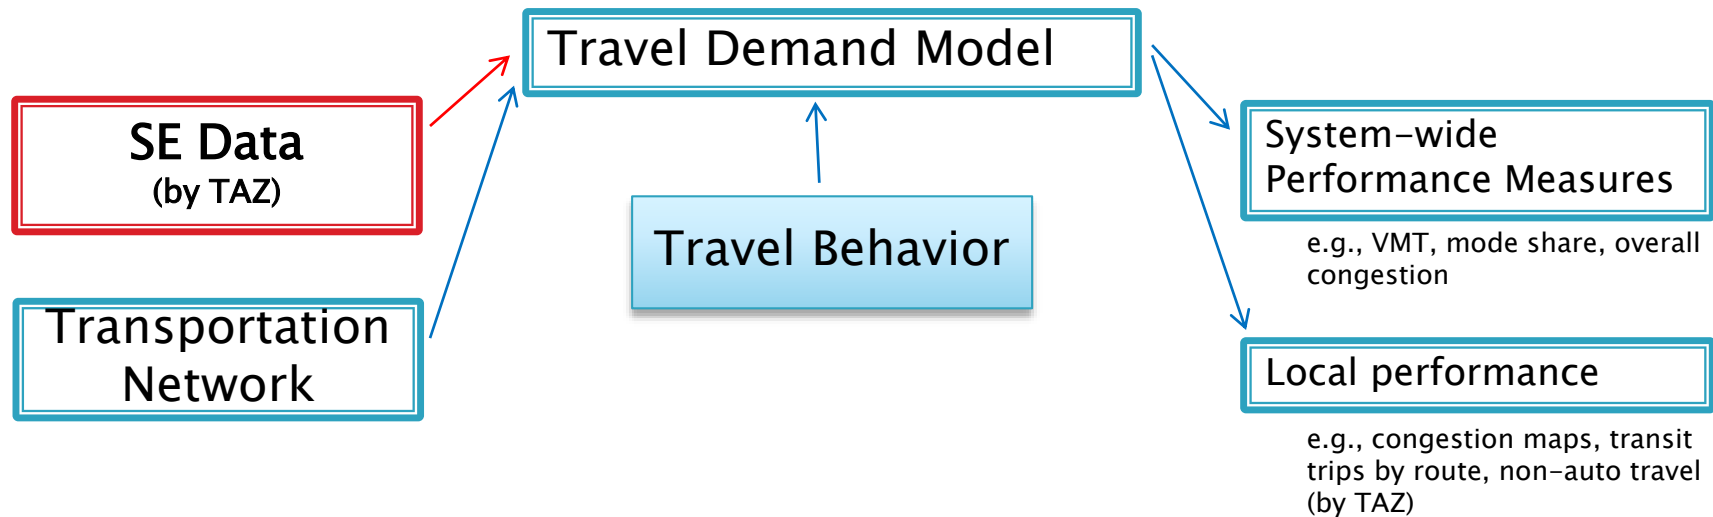 Travel Demand Model
SE Data
(by TAZ)
Transportation
Network
Travel Behavior
System-wide
Performance Measures
e.g., VMT, mode share, overall
congestion
Local performance
e.g., congestion maps, transit
trips by route, non-auto travel
(by TAZ)